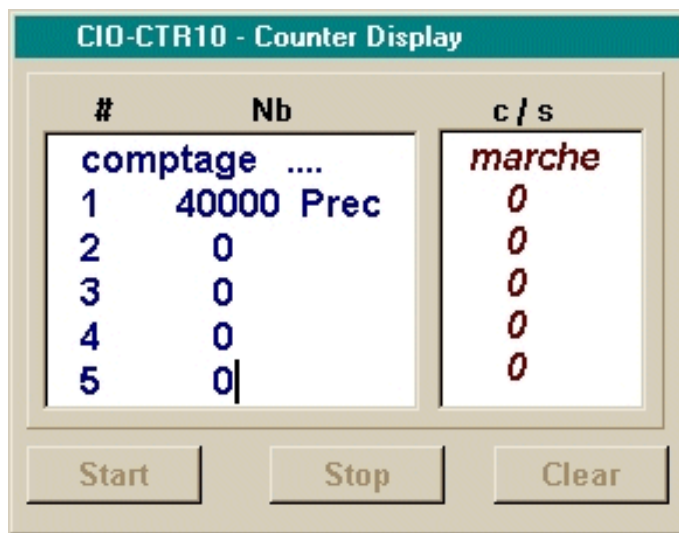 CIO-CTR10 - Counter Display
# Nb c / s
comptage .... marche
1 40000 Prec 0
2 0 0
3 0 0
4 0 0
5 0 0
Start Stop Clear